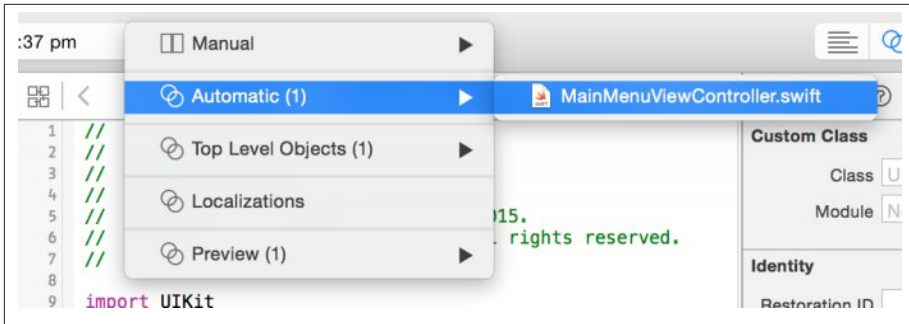 :37 pm
Manual
Automatic (1)
MainMenuViewController.swift
Top Level Objects (1)
Localizations
Preview (1)
1 //
2 //
3 //
4 //
5 // 15.
6 // rights reserved.
7 //
8
9 import UIKit
Custom Class
Class
Module
Identity
Restoration ID